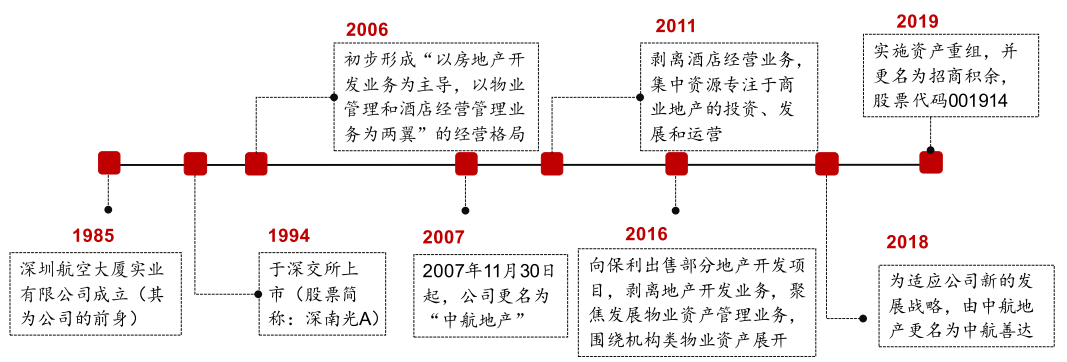 2006
初步形成“以房地产开
发业务为主导，以物业
管理和酒店经营管理业
务为两翼”的经营格局
2011
剥离酒店经营业务，
集中资源专注于商
业地产的投资、发
展和运营
2019
实施资产重组，并
更名为招商积余，
股票代码001914
1985
深圳航空大厦实业
有限公司成立（其
为公司的前身）
1994
于深交所上
市（股票简
称：深南光A）
2007
2007年11月30日
起，公司更名为
“中航地产”
2016
向保利出售部分地产开发项
目，剥离地产开发业务，聚
焦发展物业资产管理业务，
围绕机构类物业资产展开
2018
为适应公司新的发
展战略，由中航地
产更名为中航善达